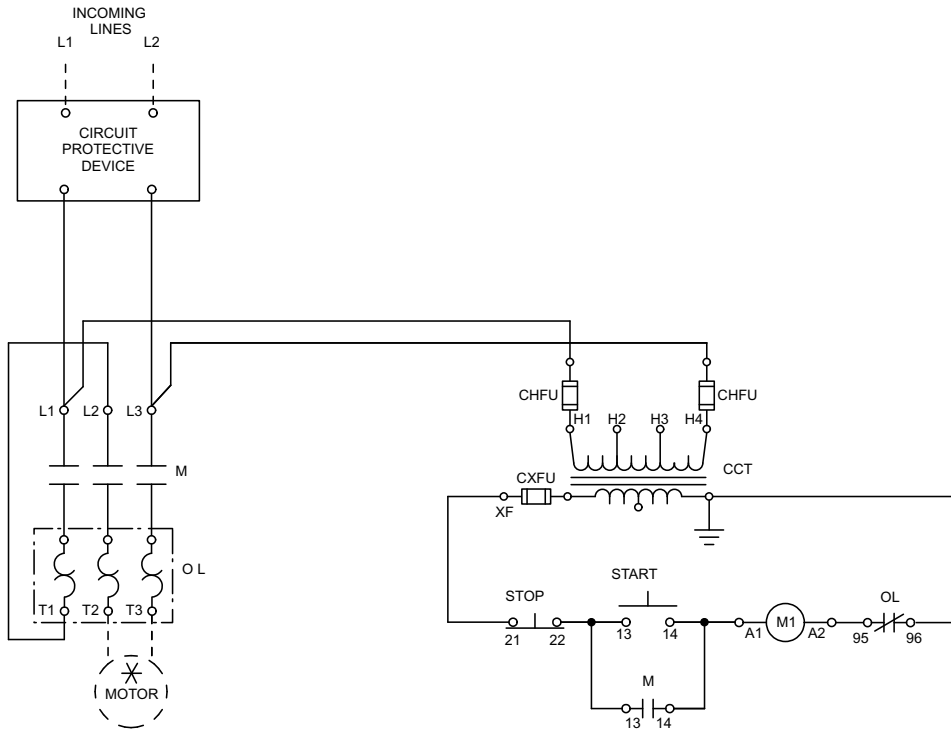 INCOMING
LINES
L1 L2
CIRCUIT
PROTECTIVE
DEVICE
CHFU CHFU
L1 L2 L3
H1 H2 H3 H4
M
CCT
CXFU
XF
O L
START
STOP OL
T1 T2 T3
21 22 13 14 A1 M1 A2 95 96
M
MOTOR
13 14